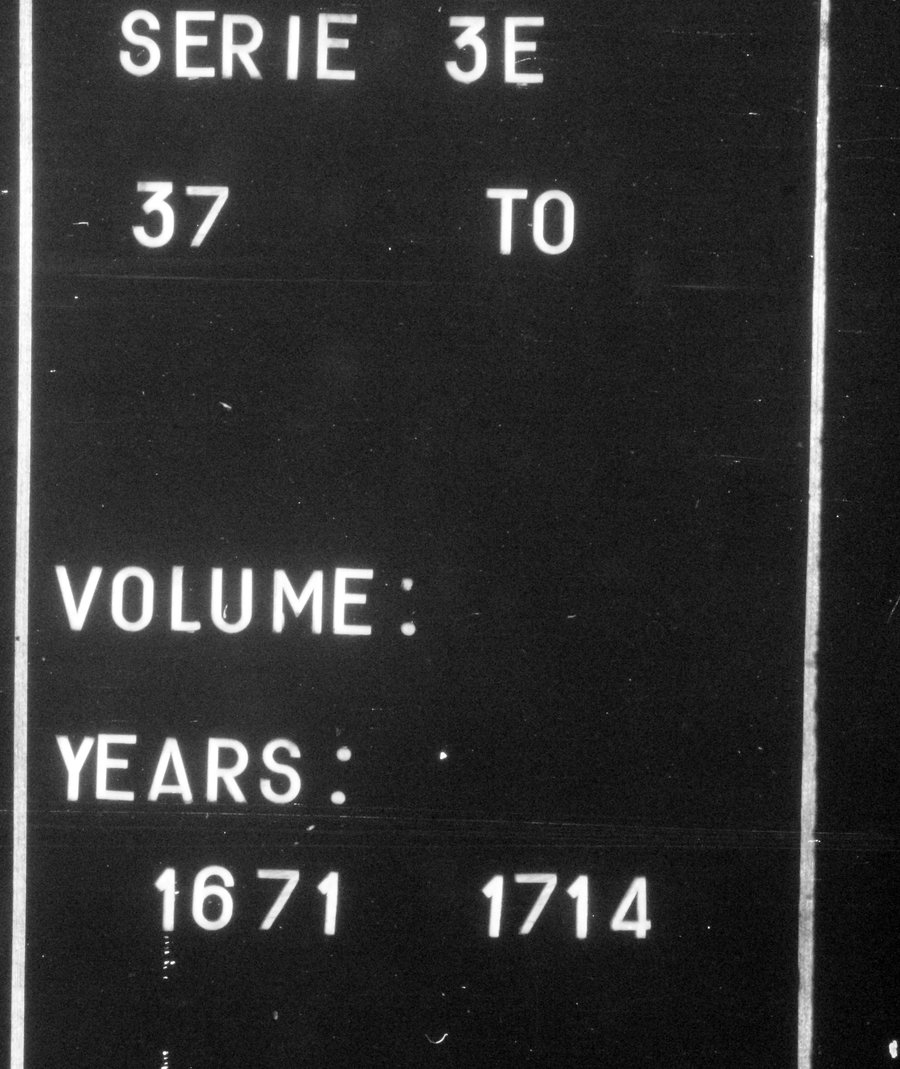 SERIE 3E
37 TO
VOLUME:
YEARS:
1671 1714